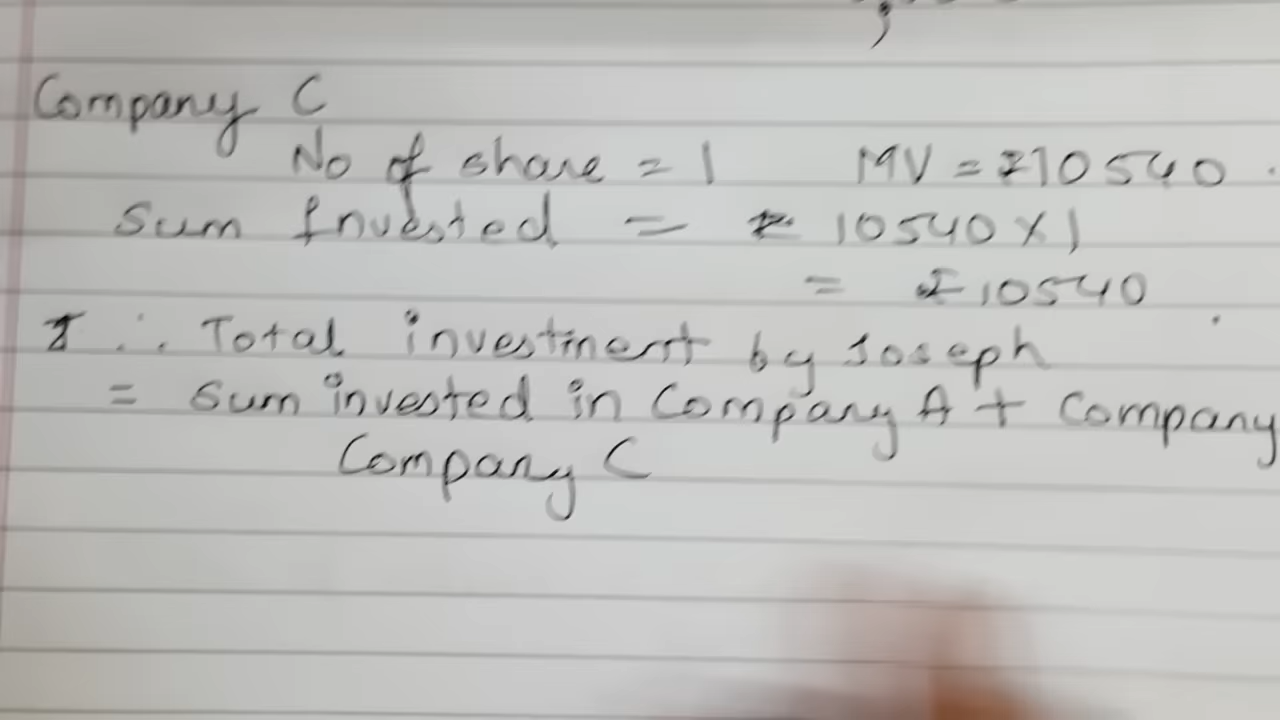 Company C
No of share = 1 MV = ₹10540.
Sum Invested = ₹ 10540 X 1
= ₹10540
I ∴ Total investment by Joseph
= Sum invested in Company A + Company
Company C